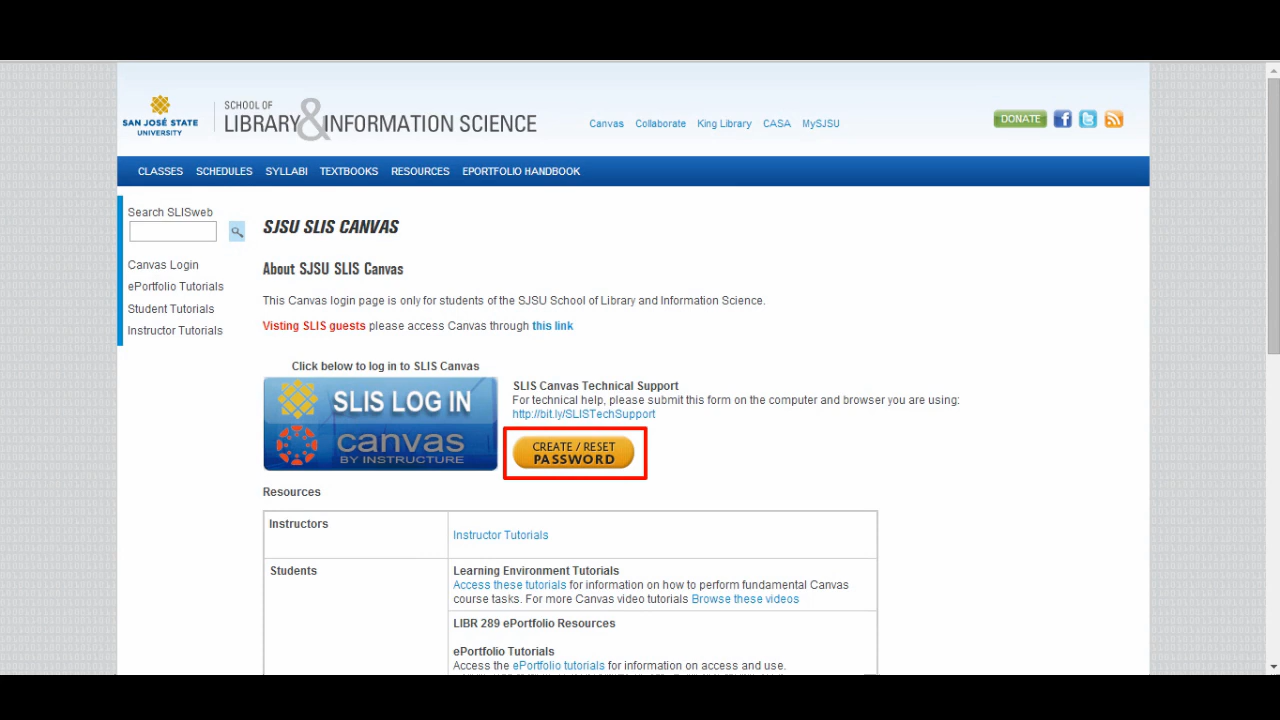 SAN JOSÉ STATE
UNIVERSITY
SCHOOL OF
LIBRARY & INFORMATION SCIENCE
Canvas Collaborate King Library CASA MySJSU
DONATE
CLASSES SCHEDULES SYLLABI TEXTBOOKS RESOURCES EPORTFOLIO HANDBOOK
Search SLISweb
Canvas Login
ePortfolio Tutorials
Student Tutorials
Instructor Tutorials
SJSU SLIS CANVAS
About SJSU SLIS Canvas
This Canvas login page is only for students of the SJSU School of Library and Information Science.
Visting SLIS guests please access Canvas through this link
Click below to log in to SLIS Canvas
SLIS LOG IN
canvas
BY INSTRUCTURE
SLIS Canvas Technical Support
For technical help, please submit this form on the computer and browser you are using:
http://bit.ly/SLISTechSupport
CREATE / RESET
PASSWORD
Resources
Instructors
Instructor Tutorials
Students
Learning Environment Tutorials
Access these tutorials for information on how to perform fundamental Canvas
course tasks. For more Canvas video tutorials Browse these videos
LIBR 289 ePortfolio Resources
ePortfolio Tutorials
Access the ePortfolio tutorials for information on access and use.